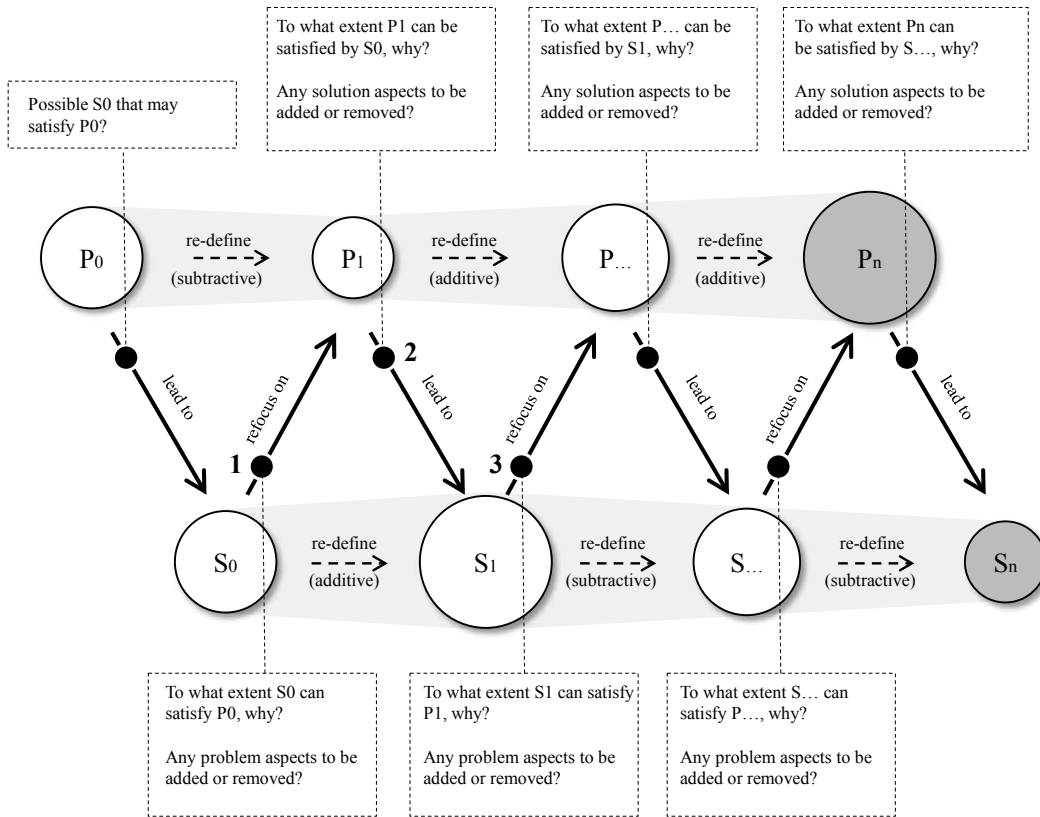 To what extent P1 can be
satisfied by S0, why?
Any solution aspects to be
added or removed?
To what extent P… can be
satisfied by S1, why?
Any solution aspects to be
added or removed?
To what extent Pn can
be satisfied by S…, why?
Any solution aspects to be
added or removed?
Possible S0 that may
satisfy P0?
P0
re-define
(subtractive)
P1
re-define
(additive)
P…
re-define
(additive)
Pn
lead to
1
refocus on
2
lead to
3
refocus on
lead to
refocus on
lead to
S0
re-define
(additive)
S1
re-define
(subtractive)
S…
re-define
(subtractive)
Sn
To what extent S0 can
satisfy P0, why?
Any problem aspects to be
added or removed?
To what extent S1 can satisfy
P1, why?
Any problem aspects to be
added or removed?
To what extent S… can
satisfy P…, why?
Any problem aspects to be
added or removed?